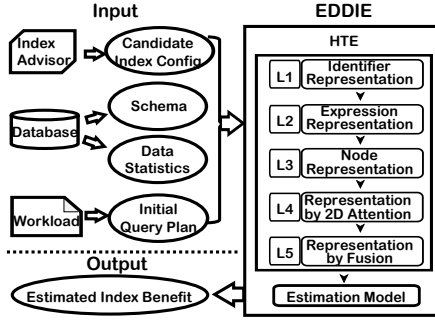 Input
Index
Advisor
Candidate
Index Config
Database
Schema
Data
Statistics
Workload
Initial
Query Plan
Output
Estimated Index Benefit
EDDIE
HTE
L1
Identifier
Representation
L2
Expression
Representation
L3
Node
Representation
L4
Representation
by 2D Attention
L5
Representation
by Fusion
Estimation Model